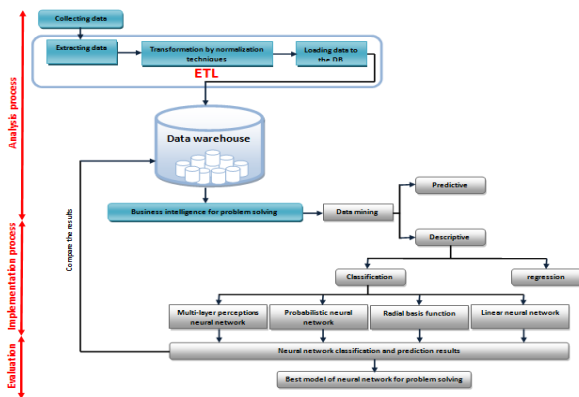 Collecting data
Extracting data
Transformation by normalization
techniques
Loading data to
the DB
ETL
Data warehouse
Business intelligence for problem solving
Data mining
Predictive
Descriptive
Classification
regression
Multi-layer perceptions
neural network
Probabilistic neural
network
Radial basis function
Linear neural network
Neural network classification and prediction results
Best model of neural network for problem solving
Compare the results
Analysis process
Implementation process
Evaluation